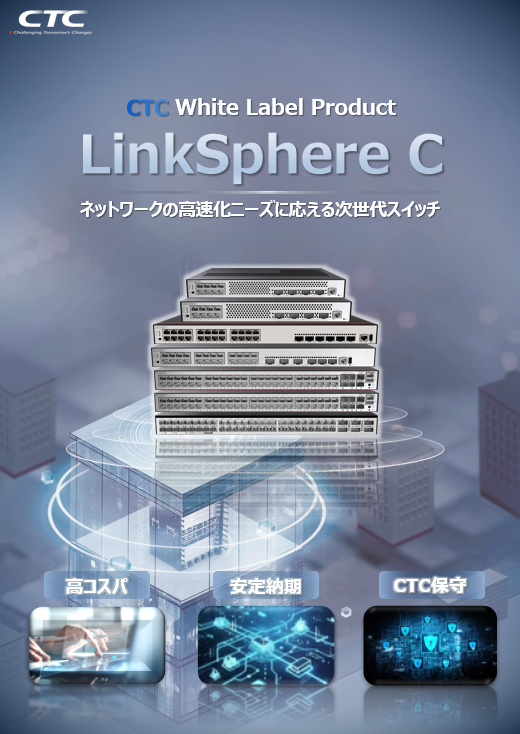 CTC
Challenging Tomorrow's Changes
CTC White Label Product
LinkSphere C
ネットワークの高速化ニーズに応える次世代スイッチ
高コスパ
安定納期
CTC保守